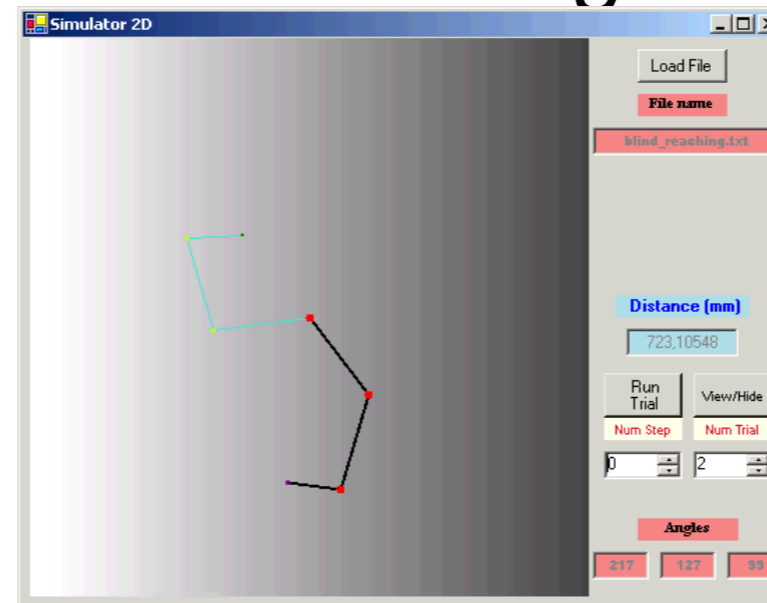 Simulator 2D
Load File
File name
blind_reaching.txt
Distance (mm)
723,10548
Run Trial
View/Hide
Num Step
Num Trial
0
2
Angles
217
127
99